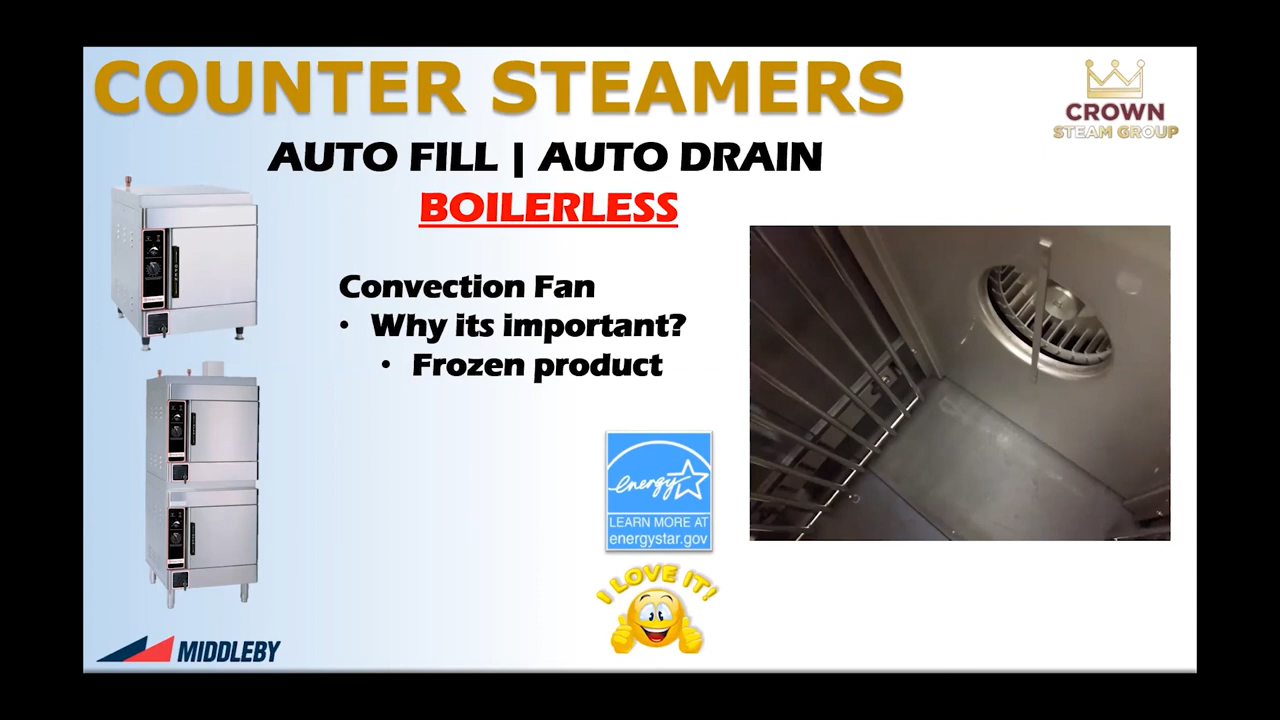 COUNTER STEAMERS
CROWN
STEAM GROUP
AUTO FILL | AUTO DRAIN
BOILERLESS
Convection Fan
• Why its important?
• Frozen product
energy
LEARN MORE AT
energystar.gov
I LOVE IT!
MIDDLEBY